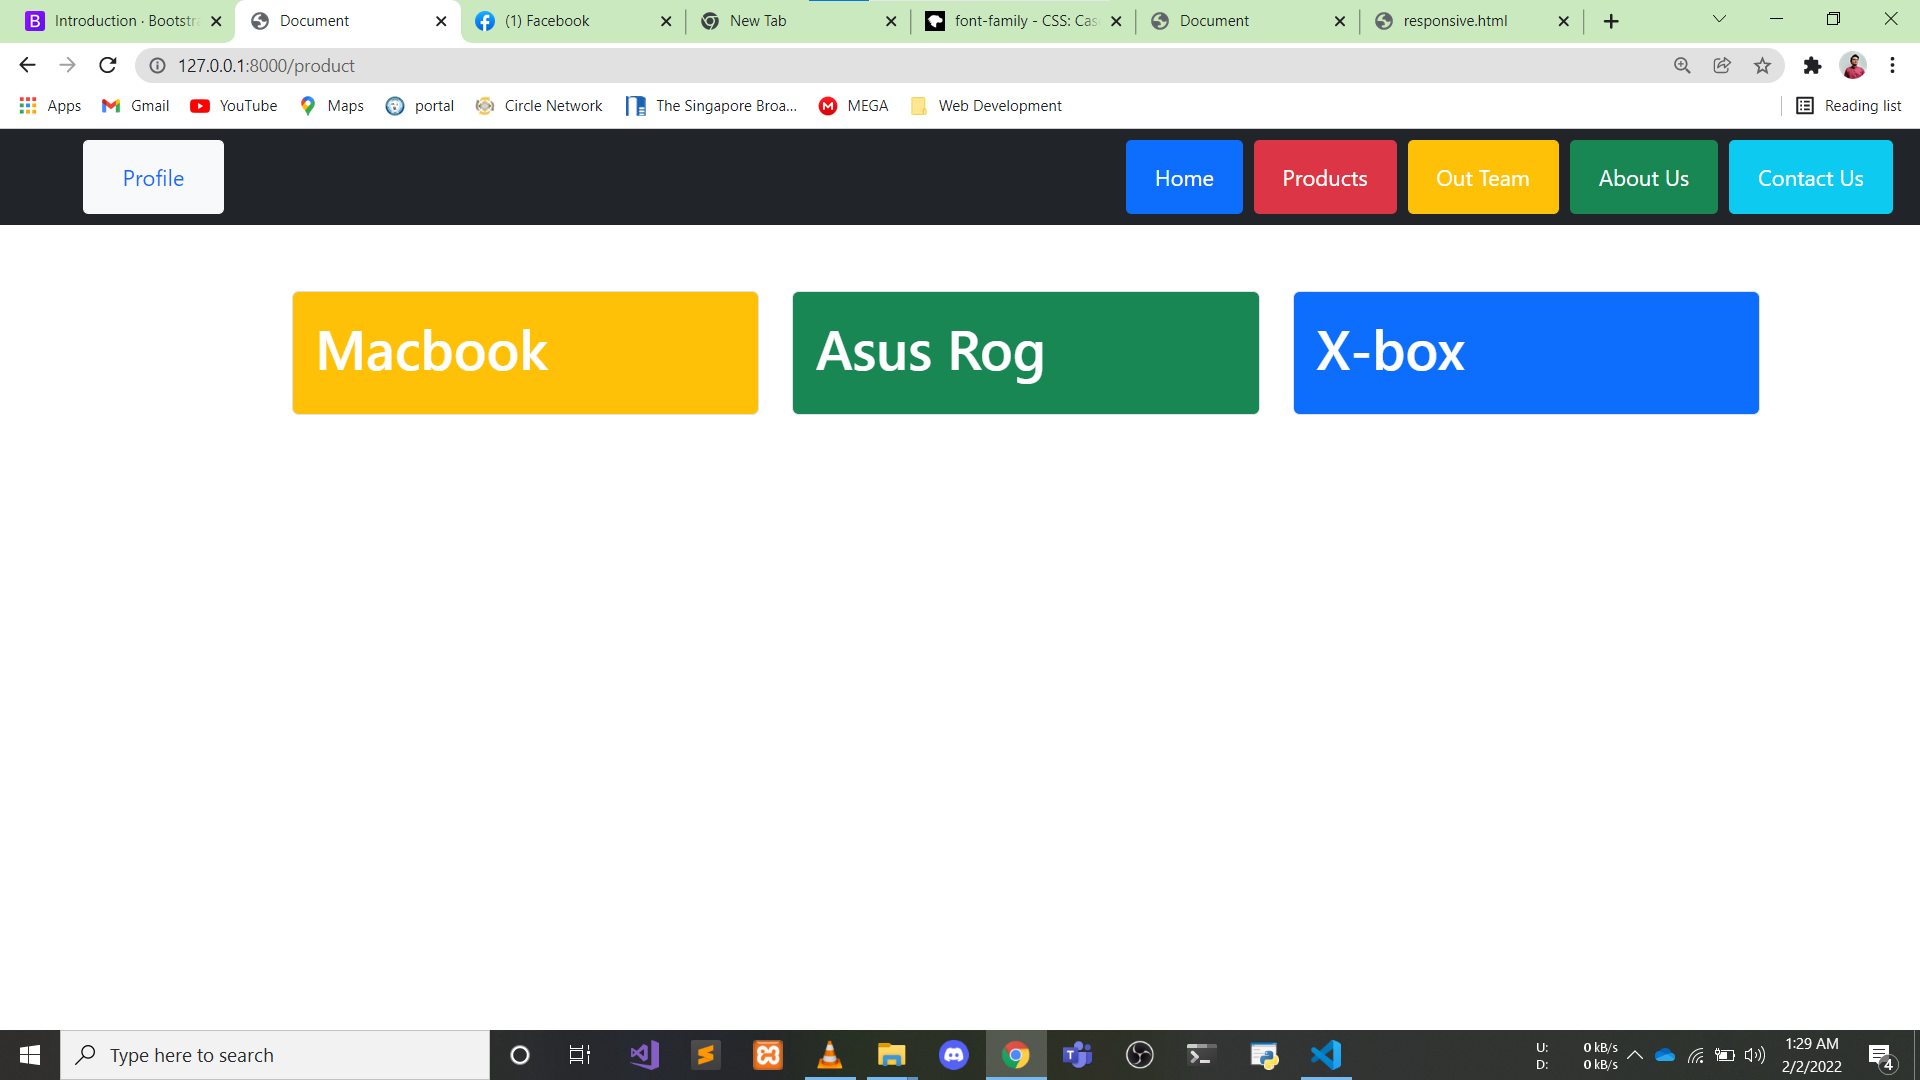 Introduction · Bootstra
Document
(1) Facebook
New Tab
font-family - CSS: Cas
Document
responsive.html
127.0.0.1:8000/product
Apps
Gmail
YouTube
Maps
portal
Circle Network
The Singapore Broa...
MEGA
Web Development
Reading list
Profile
Home
Products
Out Team
About Us
Contact Us
Macbook
Asus Rog
X-box
Type here to search
U: 0 kB/s
D: 0 kB/s
1:29 AM
2/2/2022
4